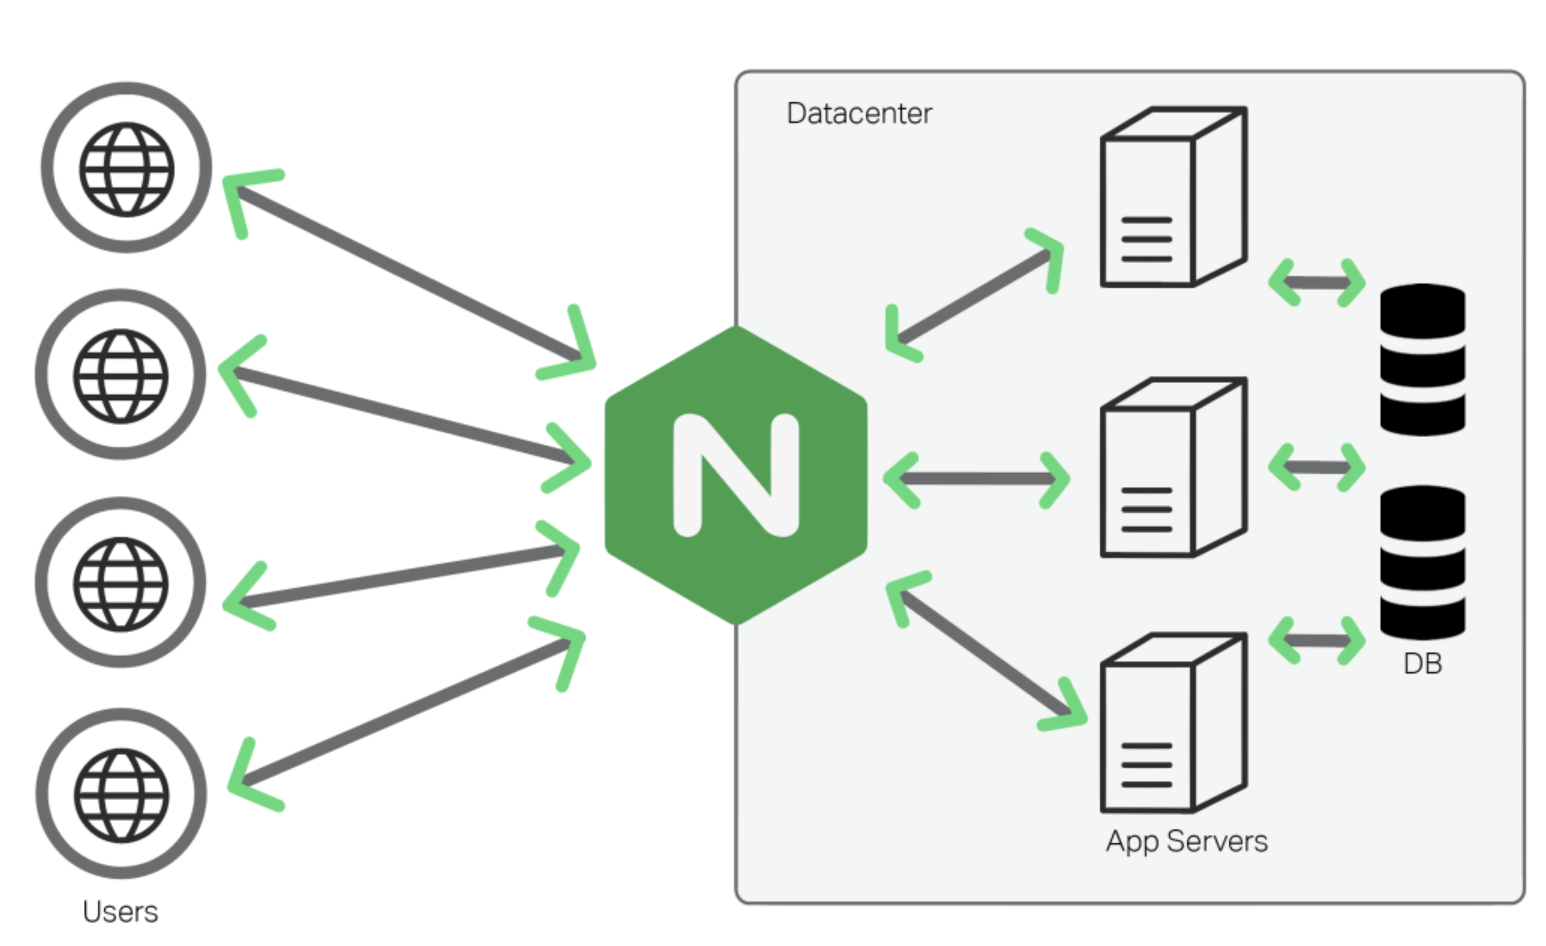 Datacenter
N
DB
App Servers
Users